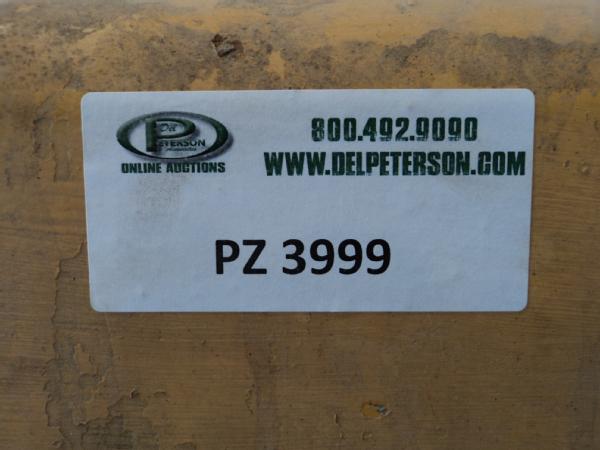 Del
PETERSON
ONLINE AUCTIONS
800.492.9090
WWW.DELPETERSON.COM
PZ 3999